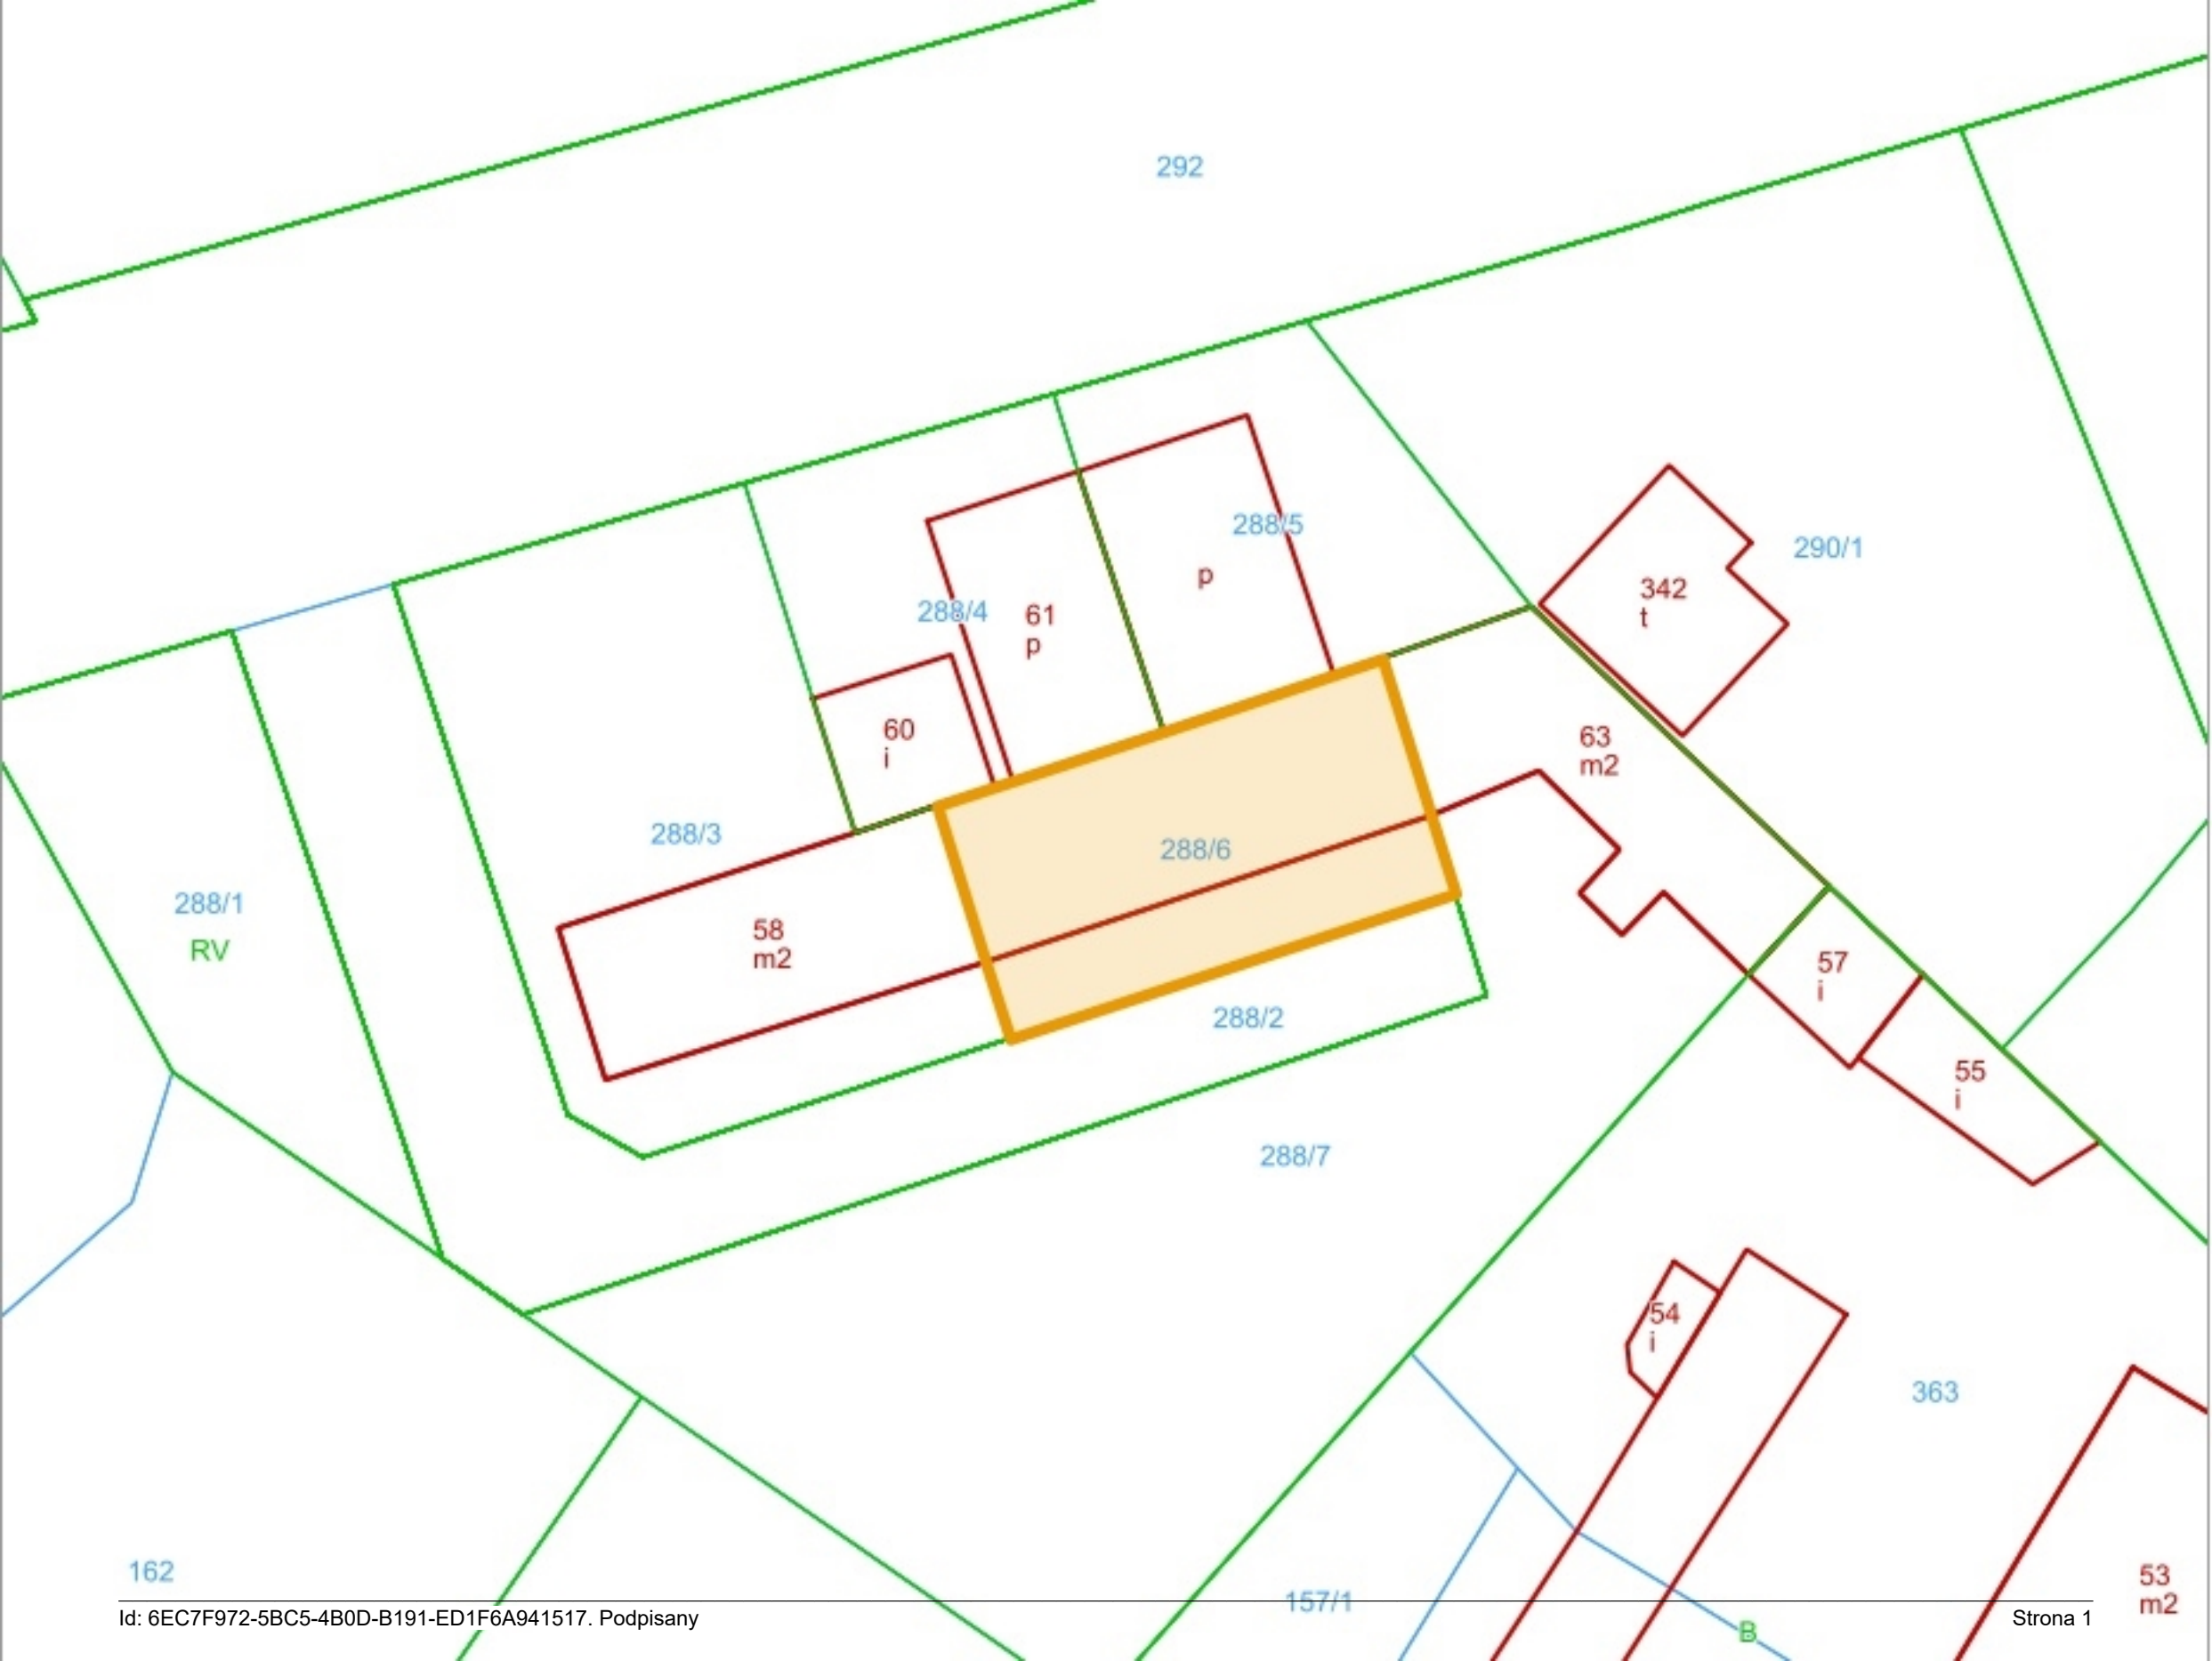 292
288/5
290/1
p
342
t
288/4
61
p
60
i
63
m2
288/3
288/6
288/1
RV
58
m2
57
i
288/2
55
i
288/7
54
i
363
162
53
m2
157/1
B
Id: 6EC7F972-5BC5-4B0D-B191-ED1F6A941517. Podpisany
Strona 1